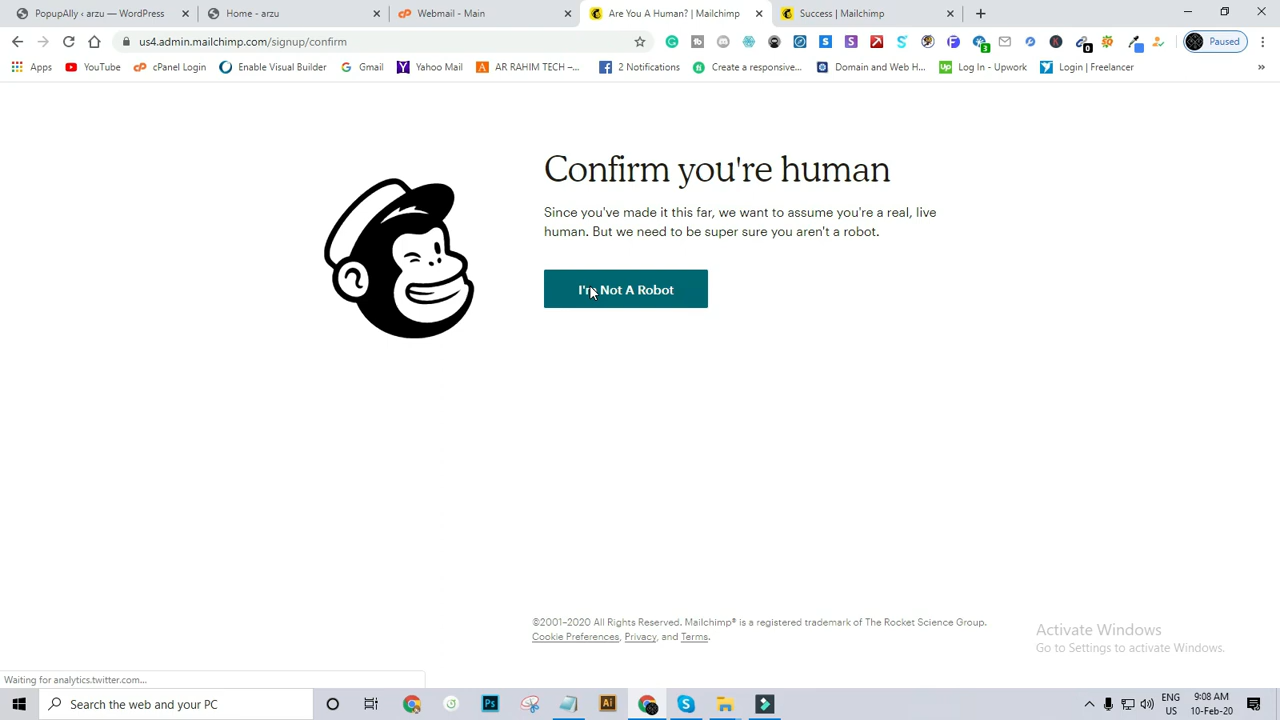 PopupAlly ‹ arzu — WordPress
Home - arzu
Webmail - Main
Are You A Human? | Mailchimp
Success | Mailchimp
us4.admin.mailchimp.com/signup/confirm
Paused
Apps
YouTube
cPanel Login
Enable Visual Builder
Gmail
Yahoo Mail
AR RAHIM TECH –...
2 Notifications
Create a responsive...
Domain and Web H...
Log In - Upwork
Login | Freelancer
»
Confirm you're human
Since you've made it this far, we want to assume you're a real, live
human. But we need to be super sure you aren't a robot.
I'm Not A Robot
©2001–2020 All Rights Reserved. Mailchimp® is a registered trademark of The Rocket Science Group.
Cookie Preferences, Privacy, and Terms.
Activate Windows
Go to Settings to activate Windows.
Waiting for analytics.twitter.com...
Search the web and your PC
Ps
Ai
ENG
US
9:08 AM
10-Feb-20